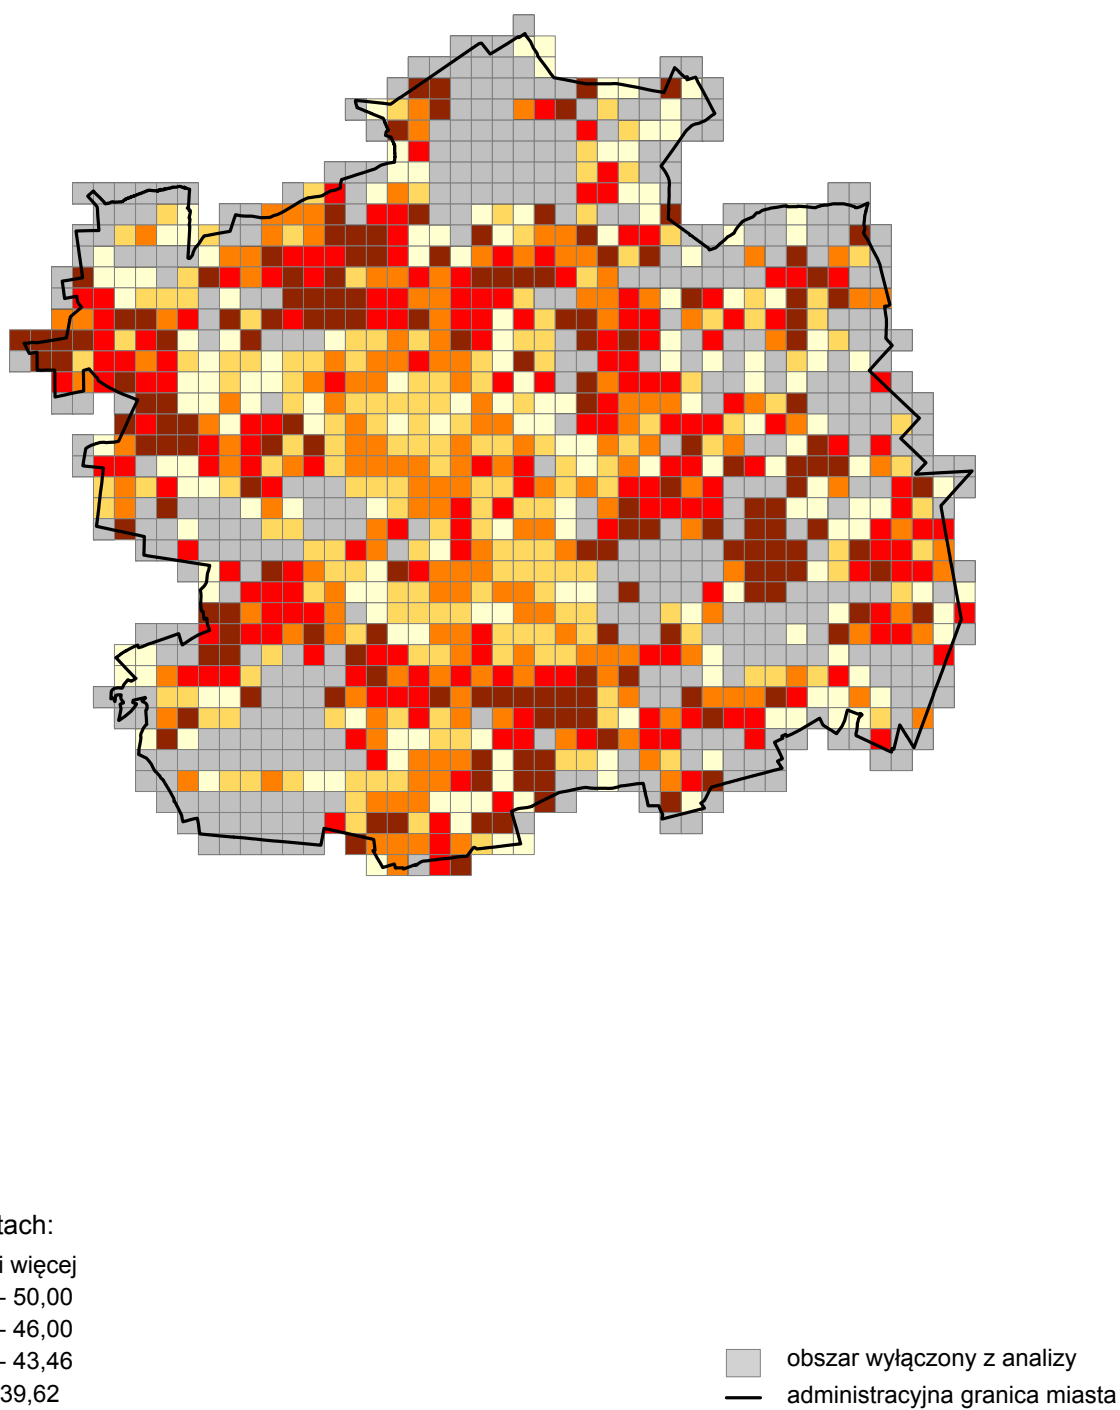 tach:
i więcej
- 50,00
- 46,00
- 43,46
39,62
obszar wyłączony z analizy
administracyjna granica miasta